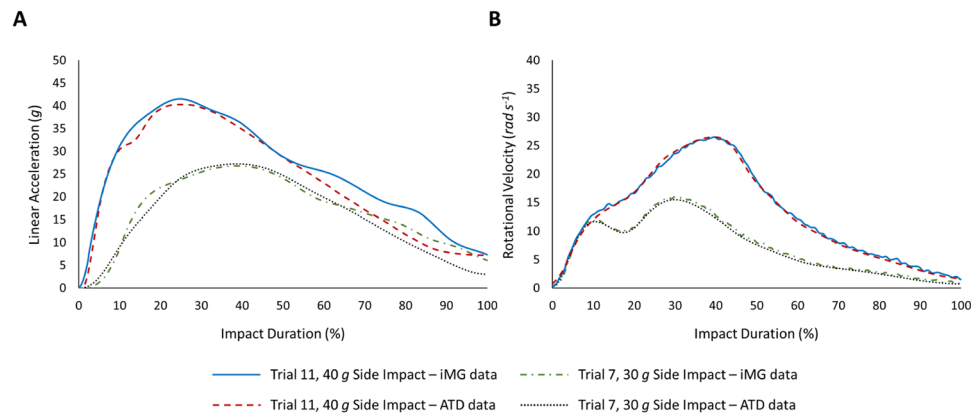 A
B
Linear Acceleration (g)
50
45
40
35
30
25
20
15
10
5
0
0 10 20 30 40 50 60 70 80 90 100
Impact Duration (%)
Rotational Velocity (rad s⁻¹)
40
35
30
25
20
15
10
5
0
0 10 20 30 40 50 60 70 80 90 100
Impact Duration (%)
Trial 11, 40 g Side Impact – iMG data
Trial 7, 30 g Side Impact – iMG data
Trial 11, 40 g Side Impact – ATD data
Trial 7, 30 g Side Impact – ATD data